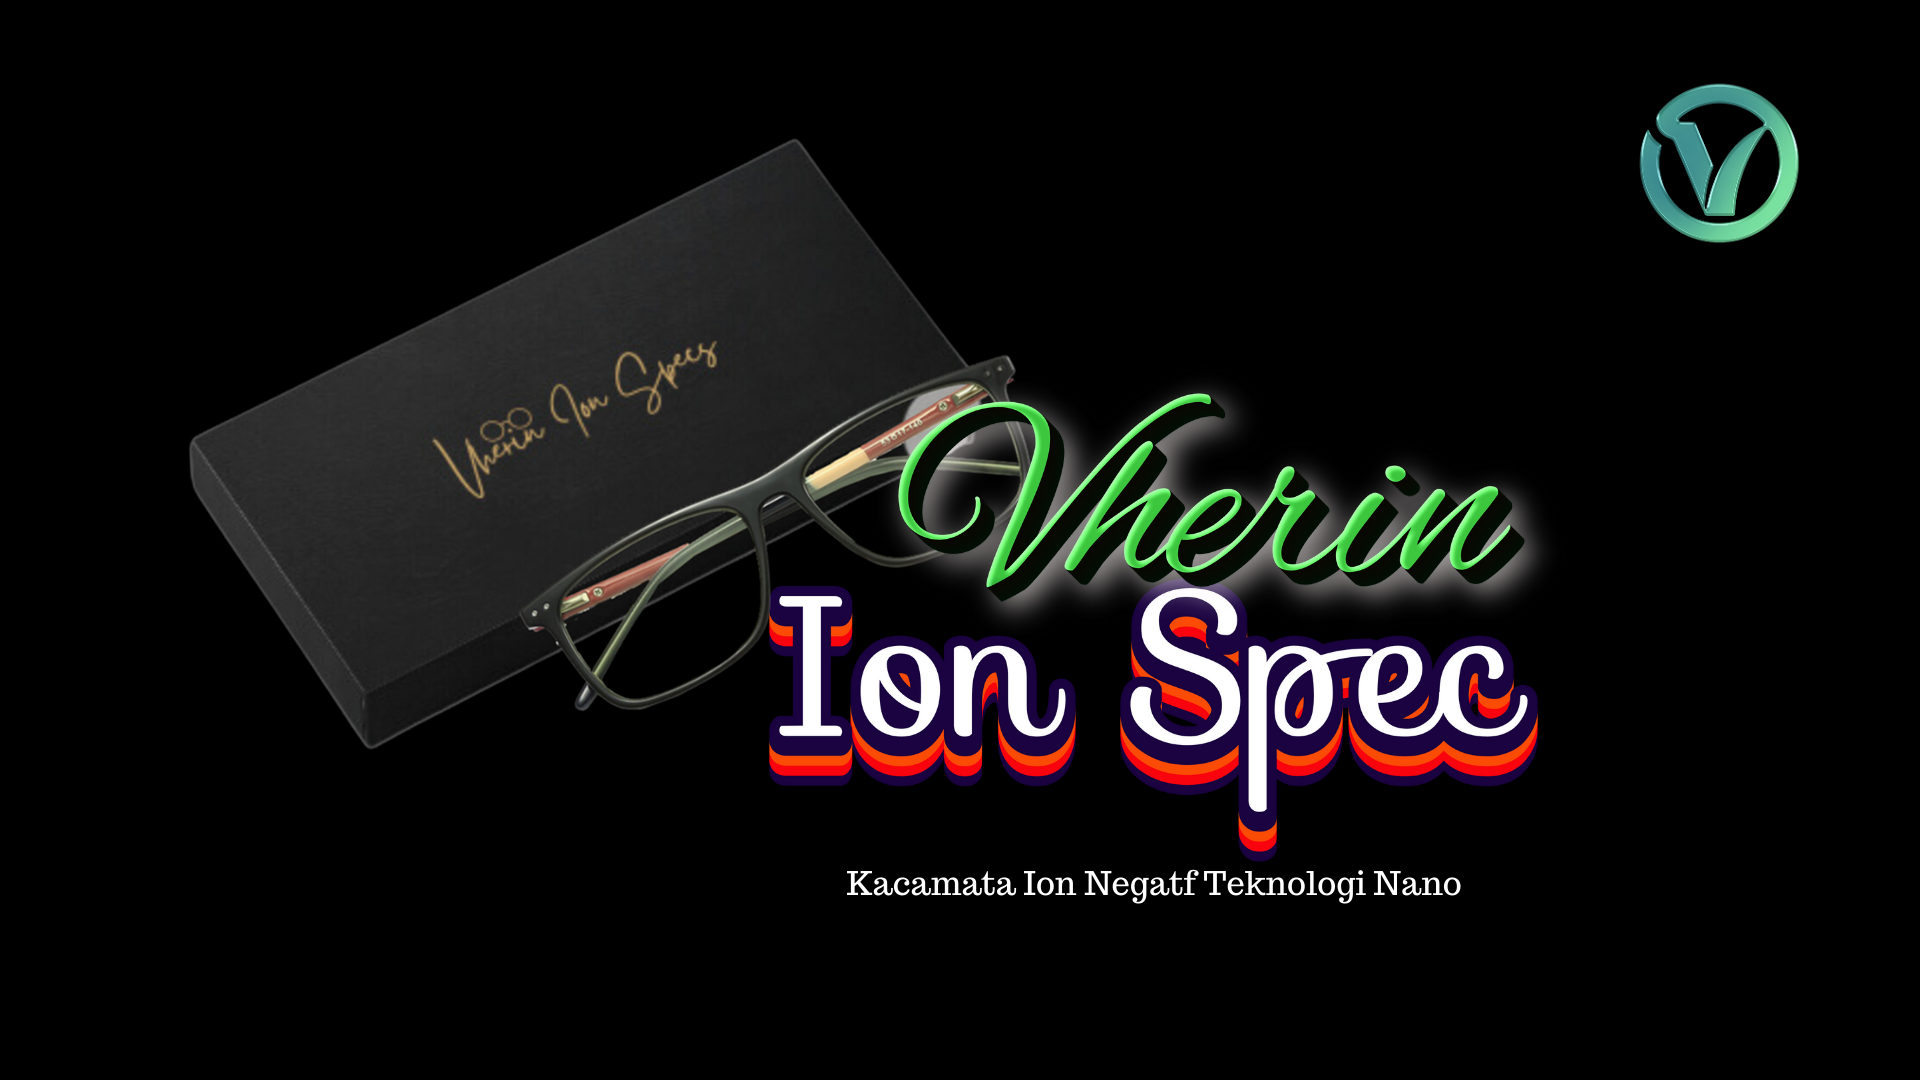 Vherin Ion Specs
Vherin
Ion Spec
Kacamata Ion Negatf Teknologi Nano